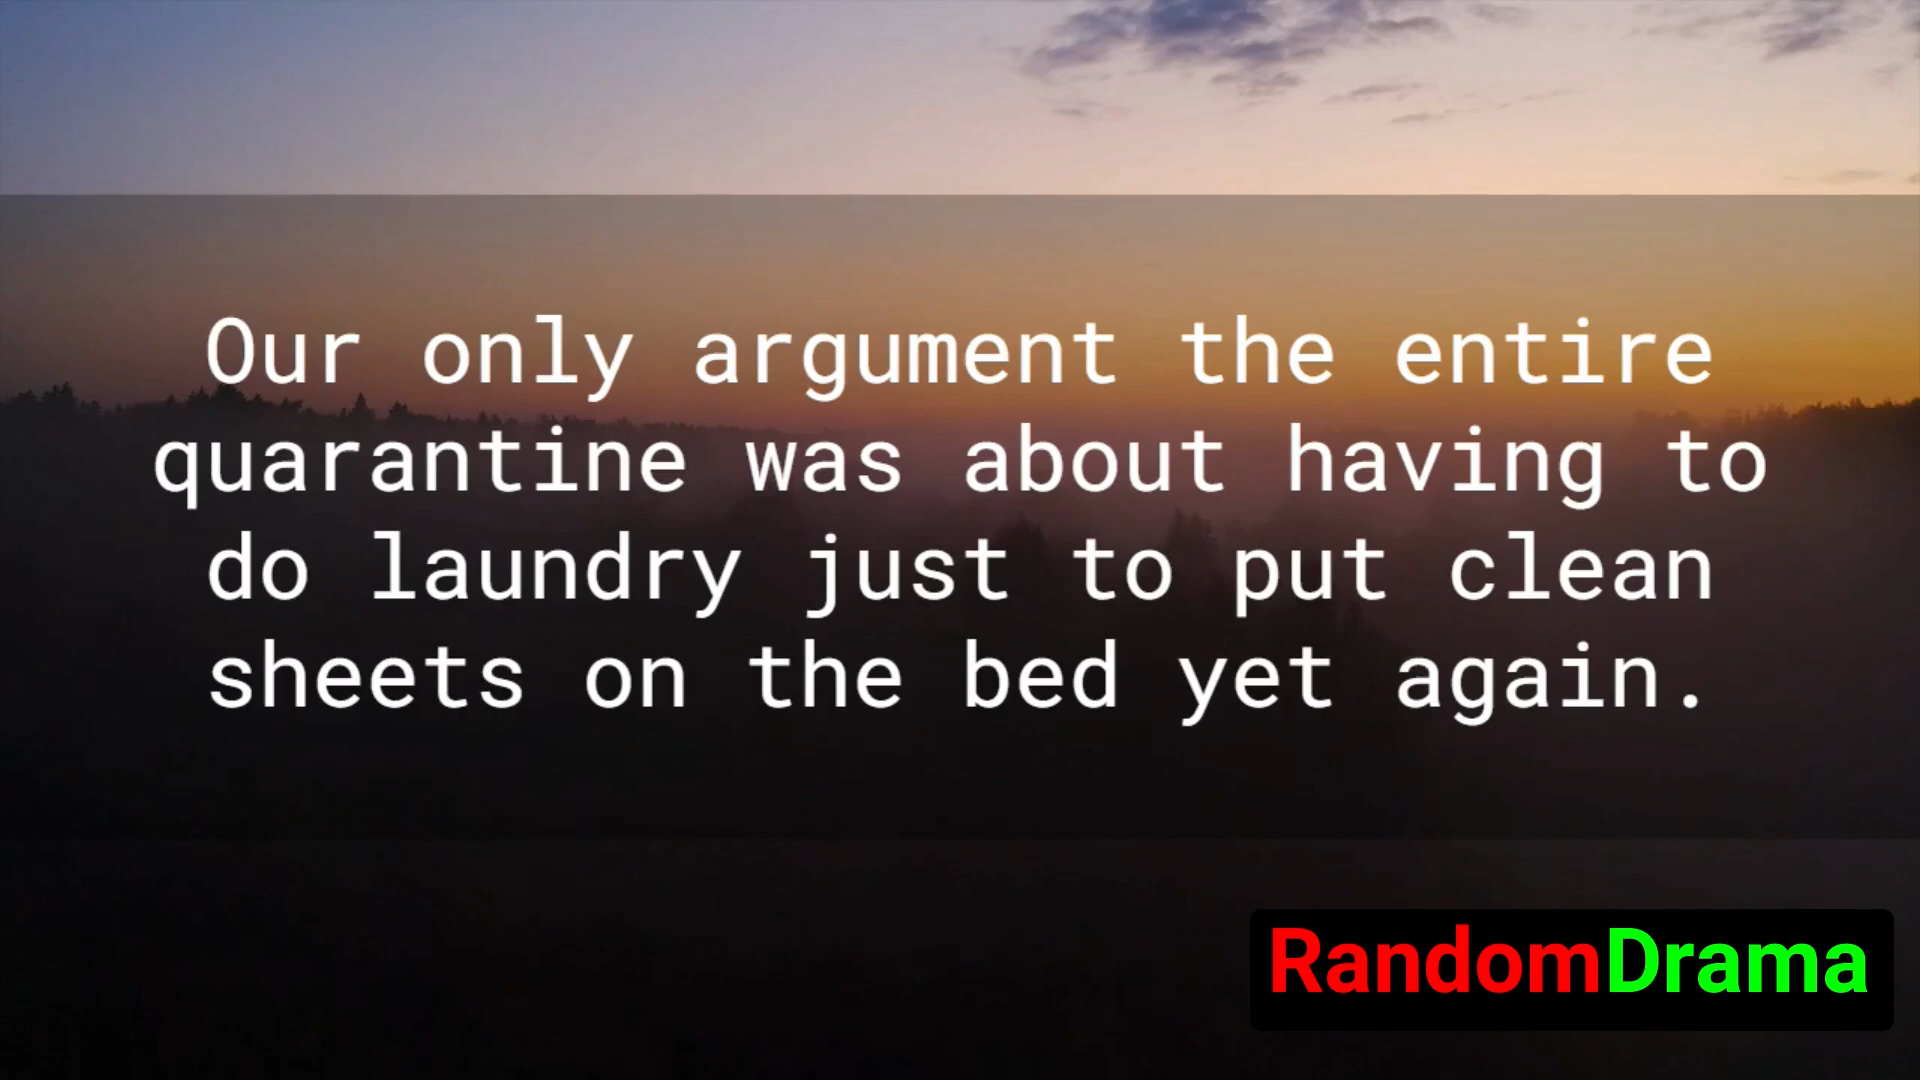 Our only argument the entire
quarantine was about having to
do laundry just to put clean
sheets on the bed yet again.
RandomDrama